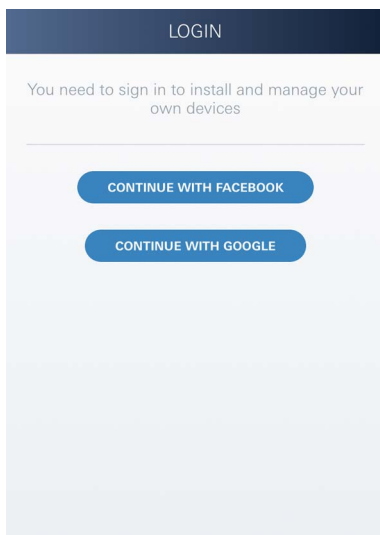 LOGIN
You need to sign in to install and manage your
own devices
CONTINUE WITH FACEBOOK
CONTINUE WITH GOOGLE